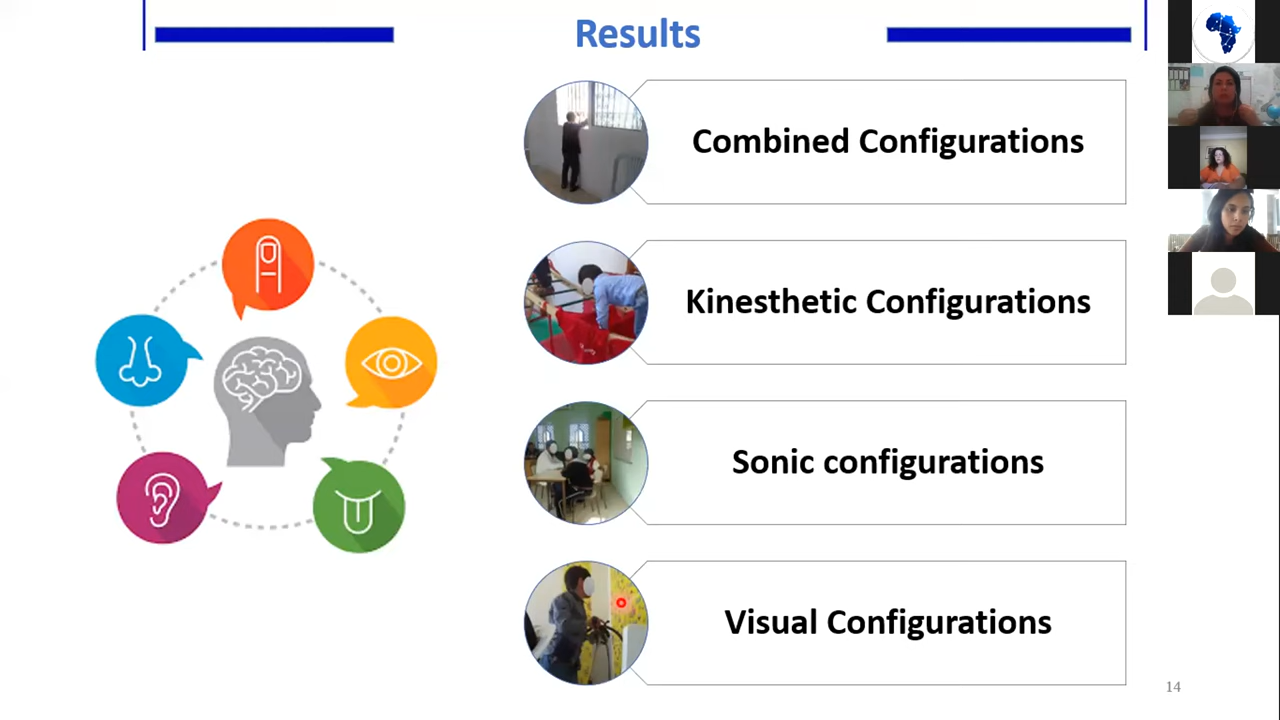 Results
Combined Configurations
Kinesthetic Configurations
Sonic configurations
Visual Configurations
14